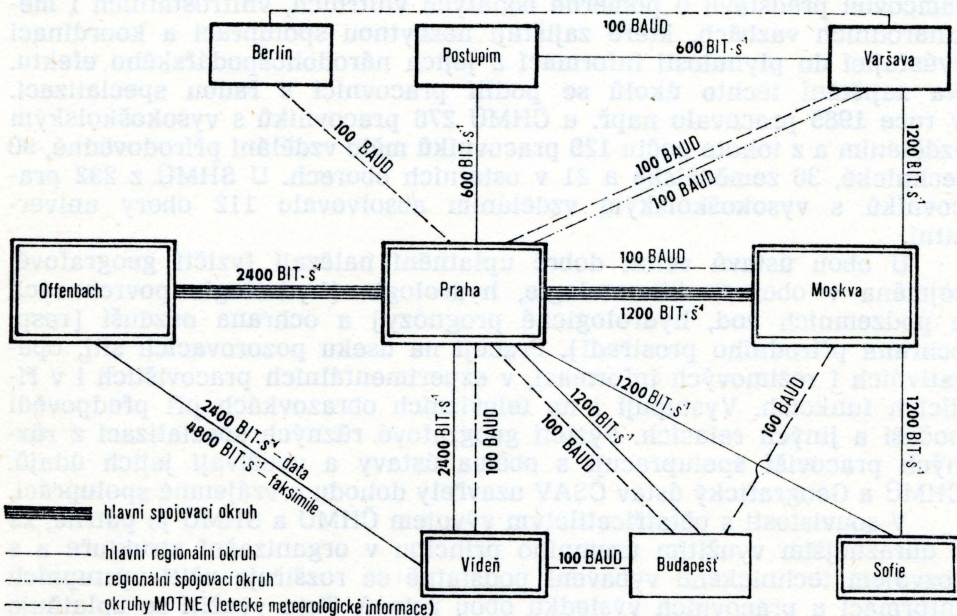 100 BAUD
Berlín
Postupim
600 BIT·s⁻¹
Varšava
100 BAUD
600 BIT·s⁻¹
100 BAUD
100 BAUD
1200 BIT·s⁻¹
Offenbach
2400 BIT·s⁻¹
Praha
100 BAUD
1200 BIT·s⁻¹
Moskva
2400 BIT·s⁻¹ - data
4800 BIT·s⁻¹ - faksimile
2400 BIT·s⁻¹
100 BAUD
100 BAUD
1200 BIT·s⁻¹
1200 BIT·s⁻¹
100 BAUD
1200 BIT·s⁻¹
hlavní spojovací okruh
hlavní regionální okruh
regionální spojovací okruh
okruhy MOTNE (letecké meteorologické informace)
Vídeň
100 BAUD
Budapešť
Sofie